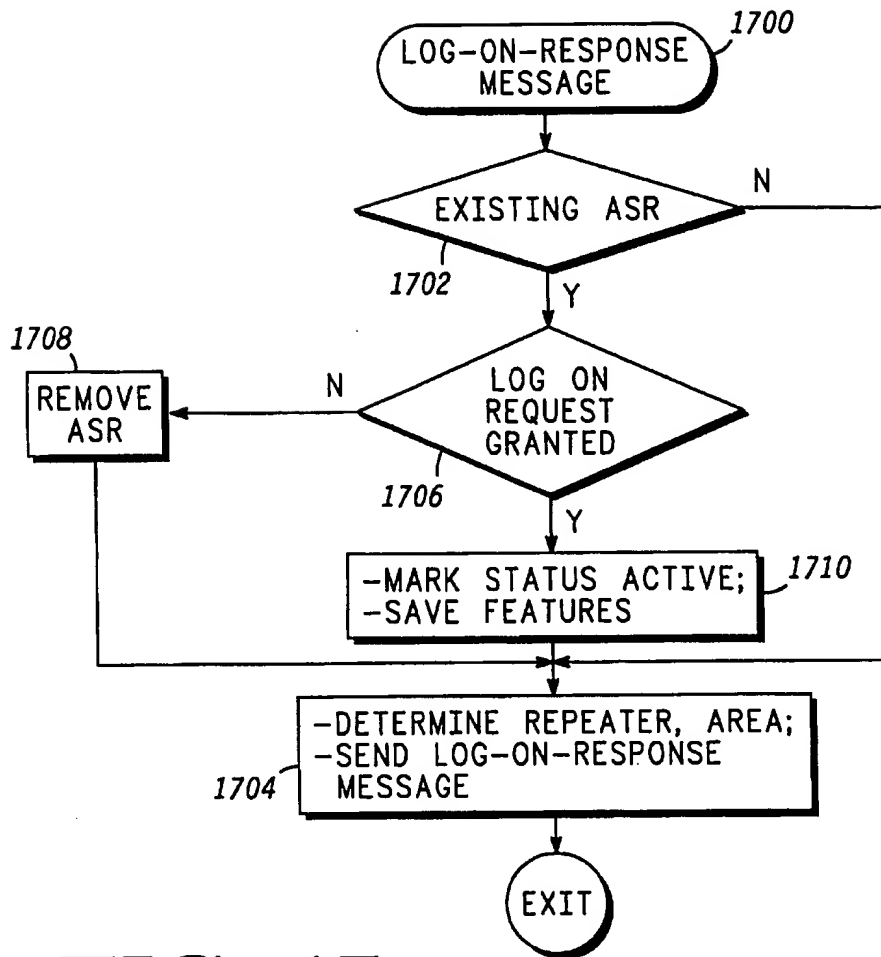 1700
LOG-ON-RESPONSE
MESSAGE
N
EXISTING ASR
1702
Y
1708
N
REMOVE
ASR
LOG ON
REQUEST
GRANTED
1706
Y
-MARK STATUS ACTIVE;
-SAVE FEATURES
1710
-DETERMINE REPEATER, AREA;
-SEND LOG-ON-RESPONSE
MESSAGE
1704
EXIT